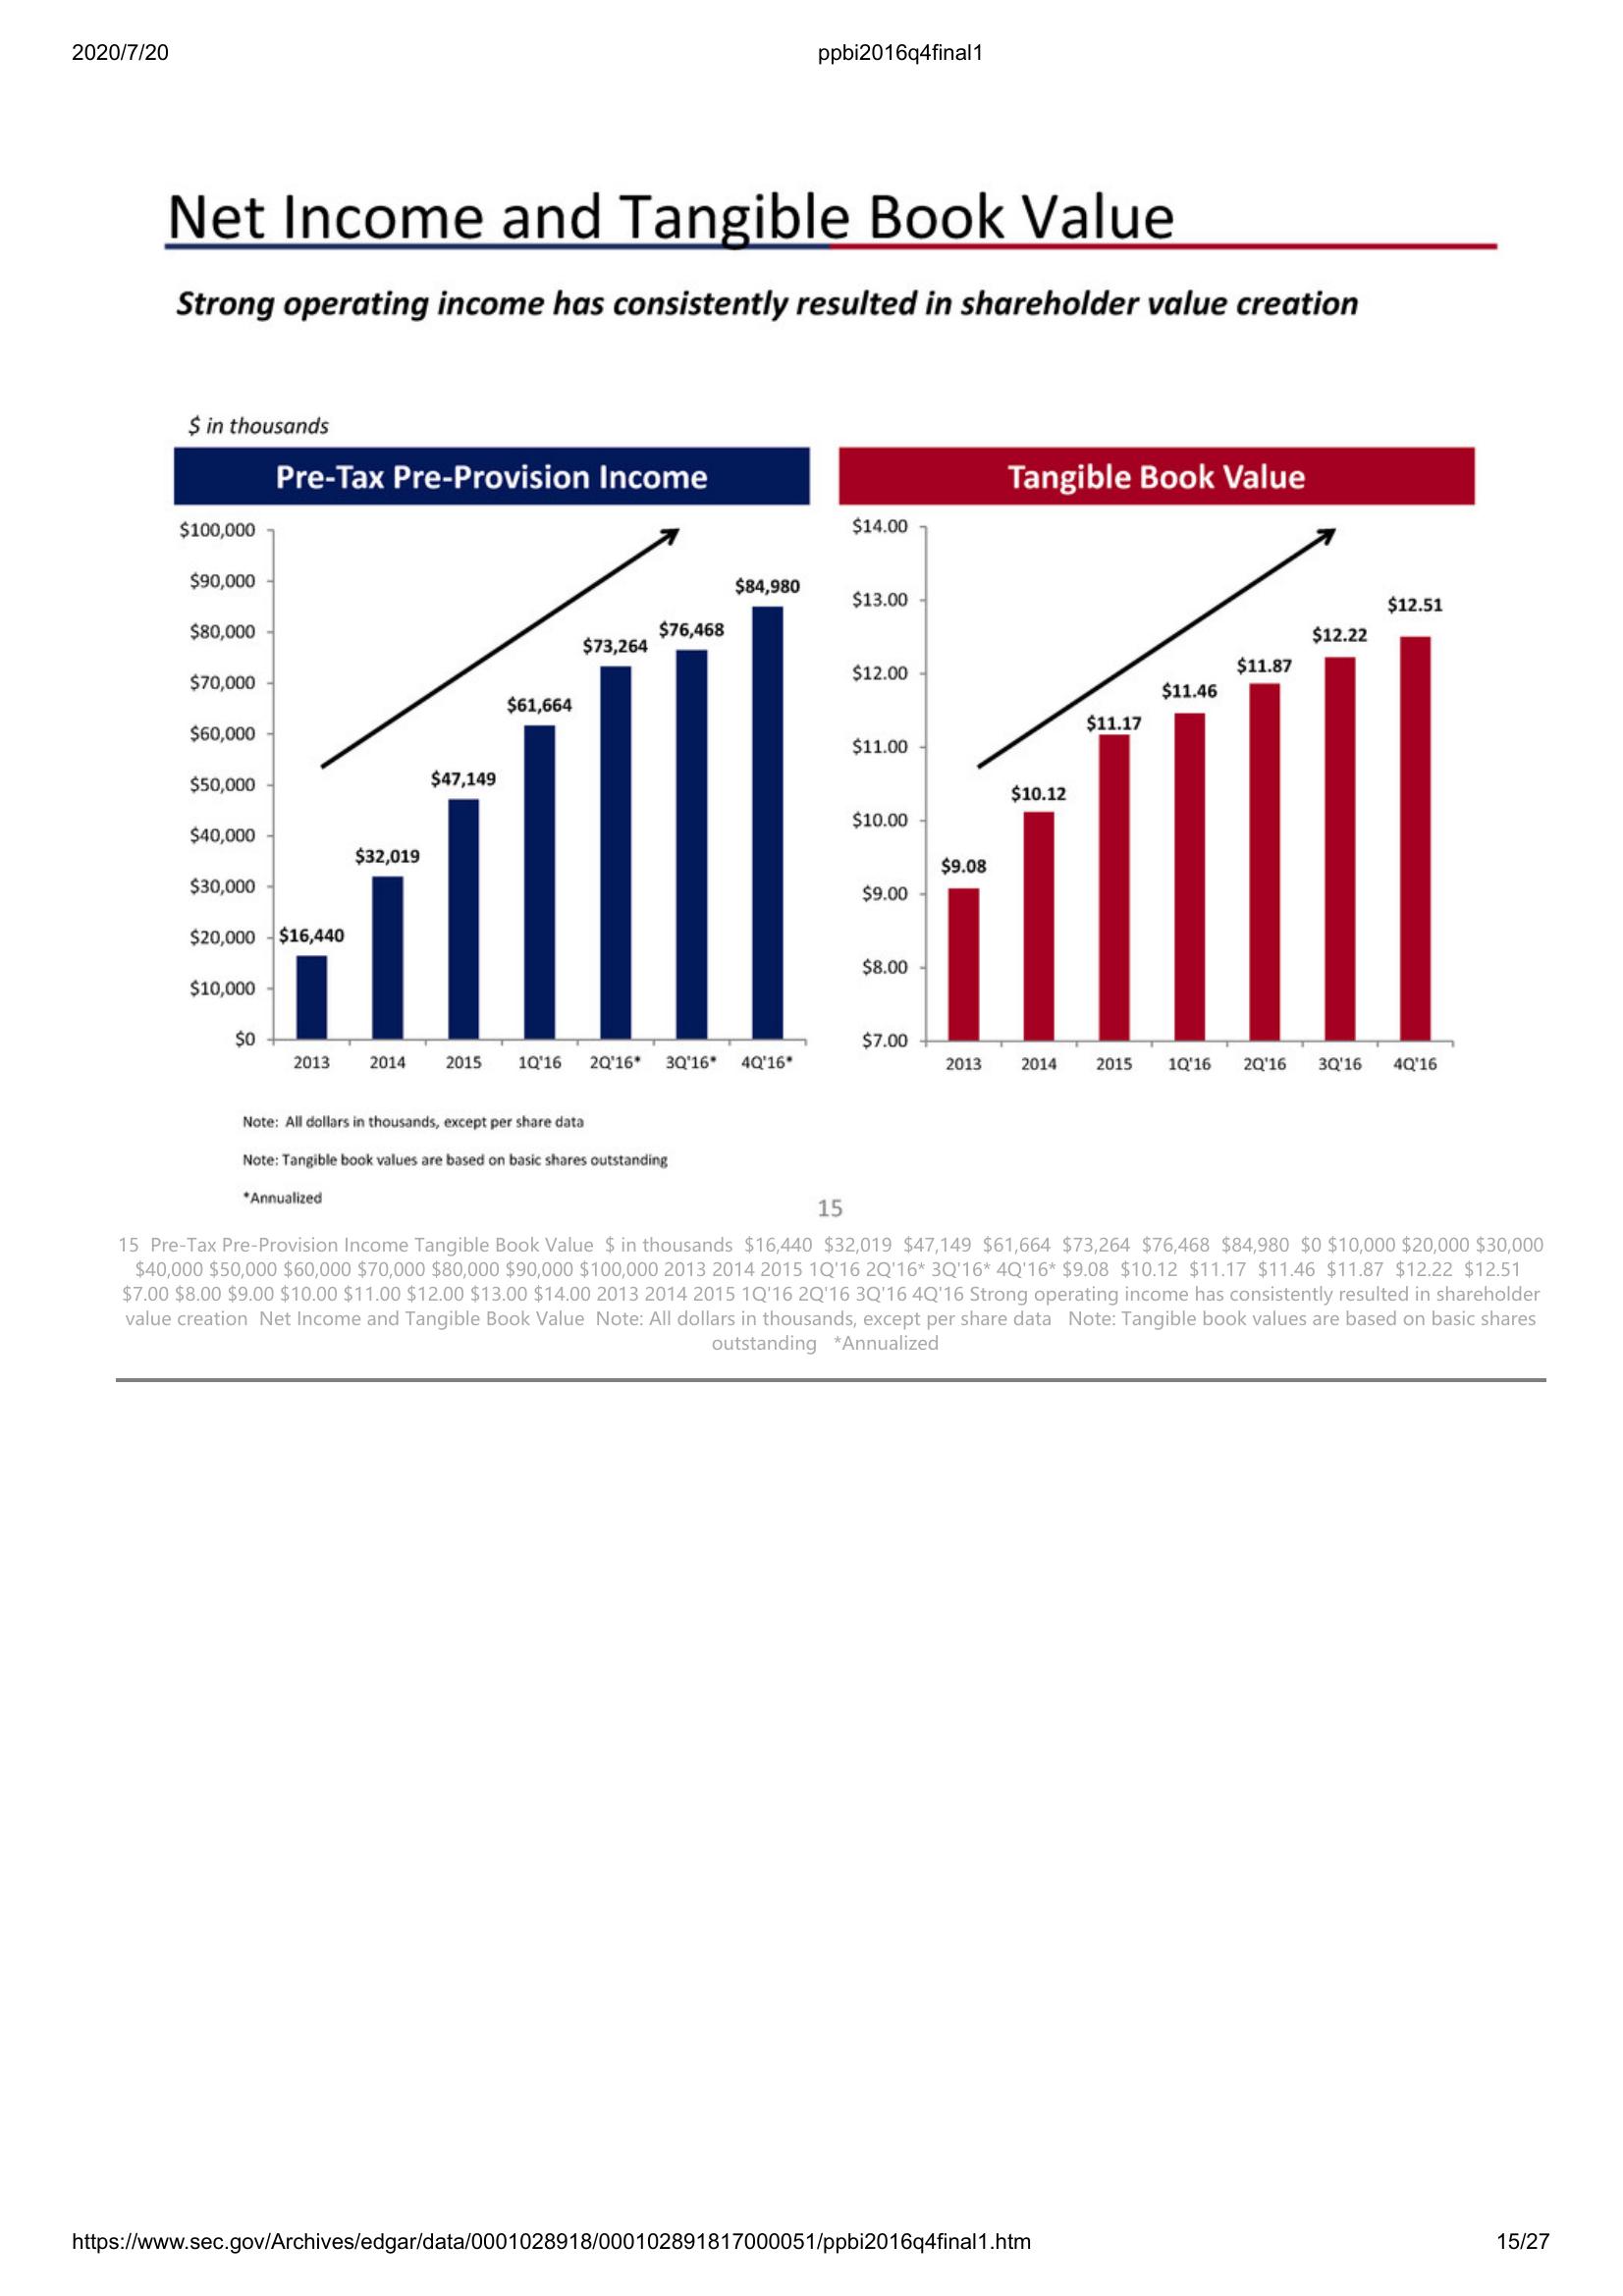 2020/7/20
ppbi2016q4final1
Net Income and Tangible Book Value
Strong operating income has consistently resulted in shareholder value creation
$ in thousands
Pre-Tax Pre-Provision Income
$100,000
$90,000
$80,000
$70,000
$60,000
$50,000
$40,000
$30,000
$20,000
$10,000
$0
$16,440
$32,019
$47,149
$61,664
$73,264
$76,468
$84,980
2013 2014 2015 1Q'16 2Q'16* 3Q'16* 4Q'16*
Tangible Book Value
$14.00
$13.00
$12.00
$11.00
$10.00
$9.00
$8.00
$7.00
$9.08
$10.12
$11.17
$11.46
$11.87
$12.22
$12.51
2013 2014 2015 1Q'16 2Q'16 3Q'16 4Q'16
Note: All dollars in thousands, except per share data
Note: Tangible book values are based on basic shares outstanding
*Annualized
15
15 Pre-Tax Pre-Provision Income Tangible Book Value $ in thousands $16,440 $32,019 $47,149 $61,664 $73,264 $76,468 $84,980 $0 $10,000 $20,000 $30,000
$40,000 $50,000 $60,000 $70,000 $80,000 $90,000 $100,000 2013 2014 2015 1Q'16 2Q'16* 3Q'16* 4Q'16* $9.08 $10.12 $11.17 $11.46 $11.87 $12.22 $12.51
$7.00 $8.00 $9.00 $10.00 $11.00 $12.00 $13.00 $14.00 2013 2014 2015 1Q'16 2Q'16 3Q'16 4Q'16 Strong operating income has consistently resulted in shareholder
value creation Net Income and Tangible Book Value Note: All dollars in thousands, except per share data Note: Tangible book values are based on basic shares
outstanding *Annualized
https://www.sec.gov/Archives/edgar/data/0001028918/000102891817000051/ppbi2016q4final1.htm
15/27